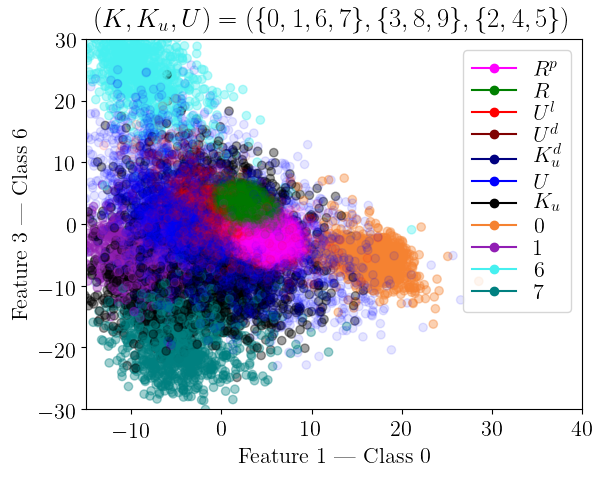 (K, K_u, U) = ({0, 1, 6, 7}, {3, 8, 9}, {2, 4, 5})
30
20
10
0
−10
−20
−30
Feature 3 — Class 6
−10
0
10
20
30
40
Feature 1 — Class 0
R^p
R
U^l
U^d
K_u^d
U
K_u
0
1
6
7